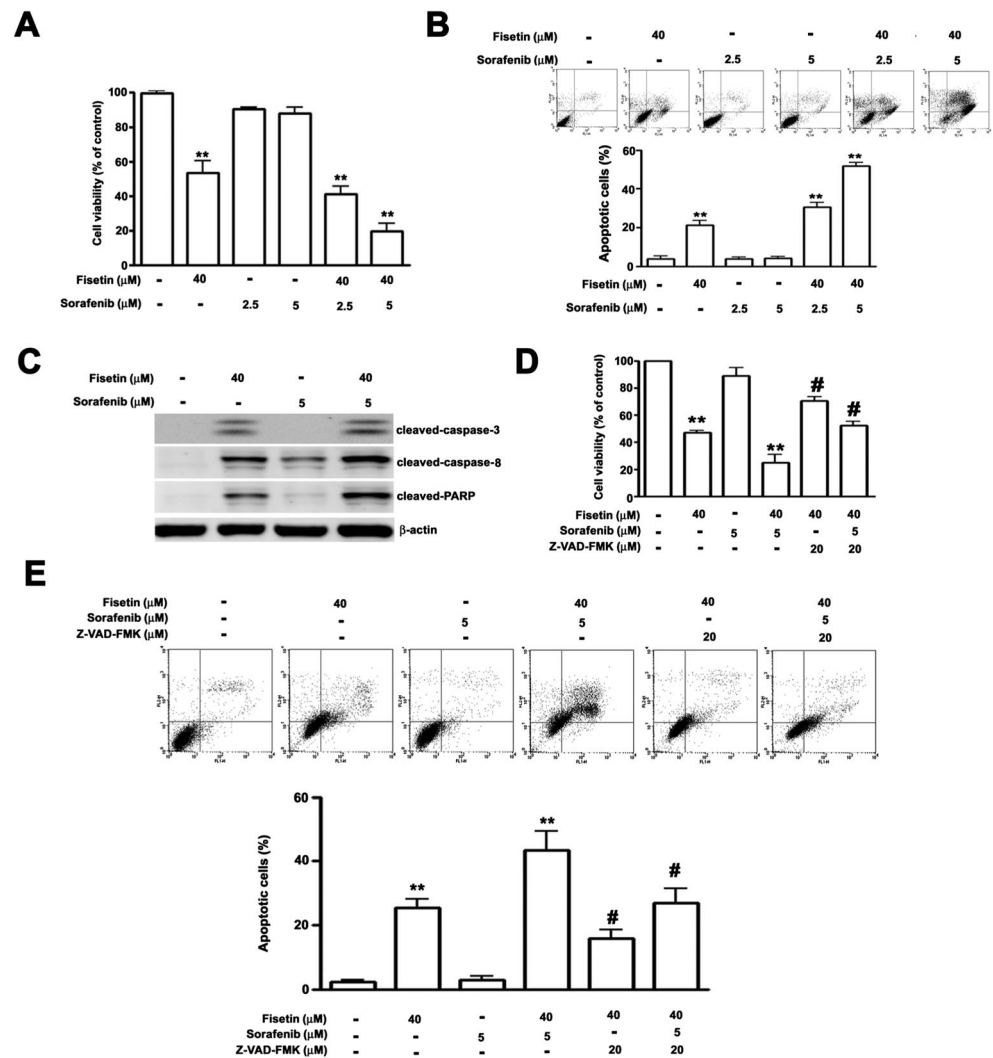 A
Cell viability (% of control)
100
80
60
40
20
0
**
**
**
Fisetin (μM) - 40 - - 40 40
Sorafenib (μM) - - 2.5 5 2.5 5
B
Fisetin (μM) - 40 - - 40 40
Sorafenib (μM) - - 2.5 5 2.5 5
Apoptotic cells (%)
60
40
20
0
**
**
**
Fisetin (μM) - 40 - - 40 40
Sorafenib (μM) - - 2.5 5 2.5 5
C
Fisetin (μM) - 40 - 40
Sorafenib (μM) - - 5 5
cleaved-caspase-3
cleaved-caspase-8
cleaved-PARP
β-actin
D
Cell viability (% of control)
100
80
60
40
20
0
**
**
#
#
Fisetin (μM) - 40 - 40 40 40
Sorafenib (μM) - - 5 5 - 5
Z-VAD-FMK (μM) - - - - 20 20
E
Fisetin (μM) - 40 - 40 40 40
Sorafenib (μM) - - 5 5 - 5
Z-VAD-FMK (μM) - - - - 20 20
Apoptotic cells (%)
60
40
20
0
**
**
#
#
Fisetin (μM) - 40 - 40 40 40
Sorafenib (μM) - - 5 5 - 5
Z-VAD-FMK (μM) - - - - 20 20